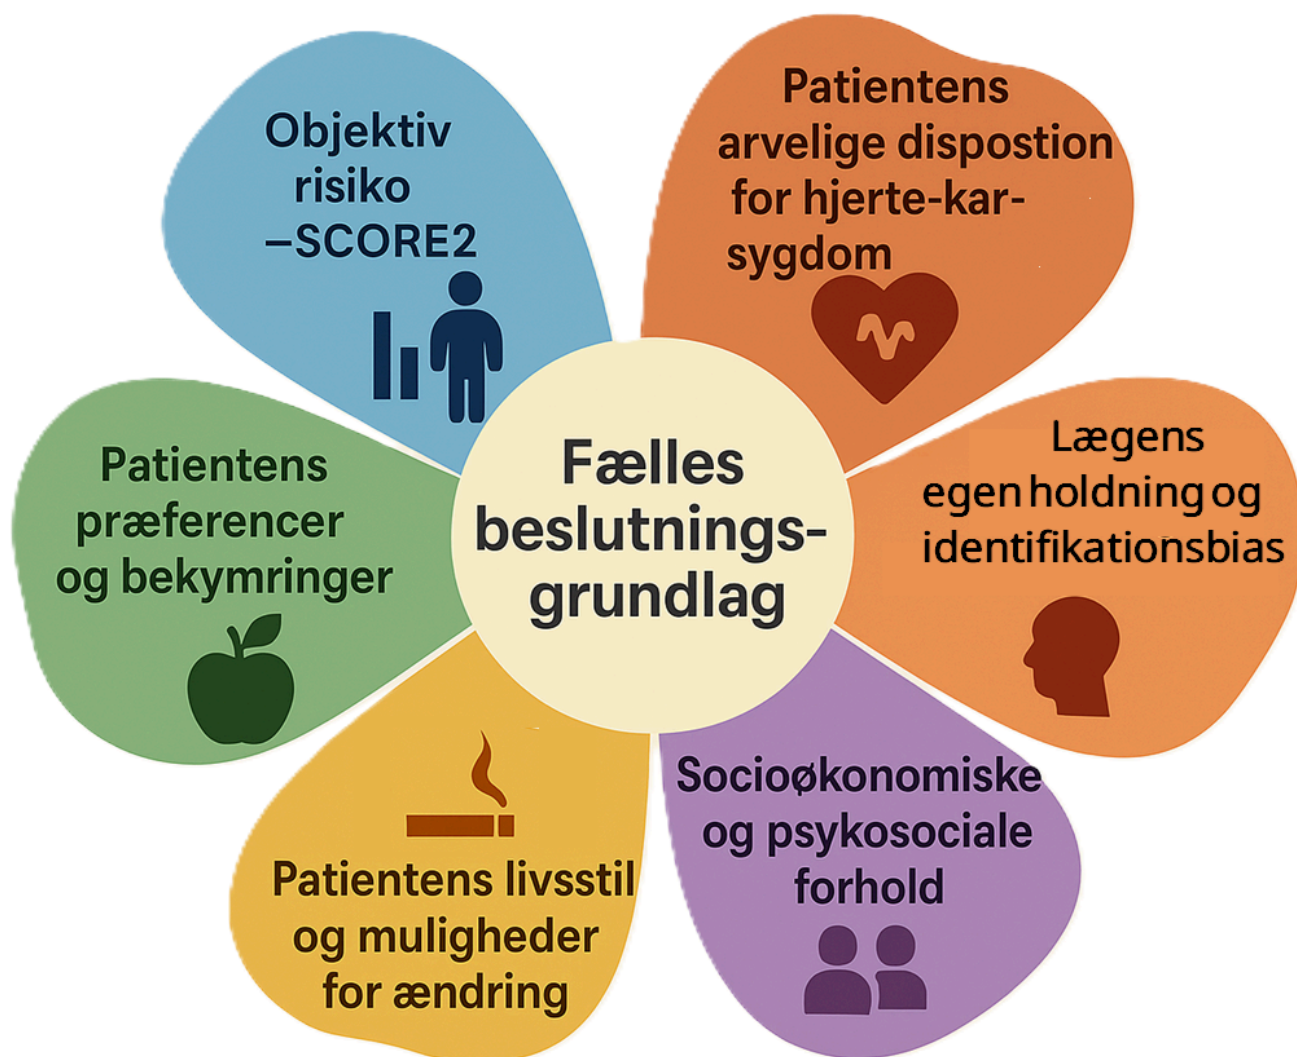 Objektiv
risiko
–SCORE2
Patientens
arvelige dispostion
for hjerte-kar-
sygdom
Lægens
egen holdning og
identifikationsbias
Socioøkonomiske
og psykosociale
forhold
Patientens livsstil
og muligheder
for ændring
Patientens
præferencer
og bekymringer
Fælles
beslutnings-
grundlag